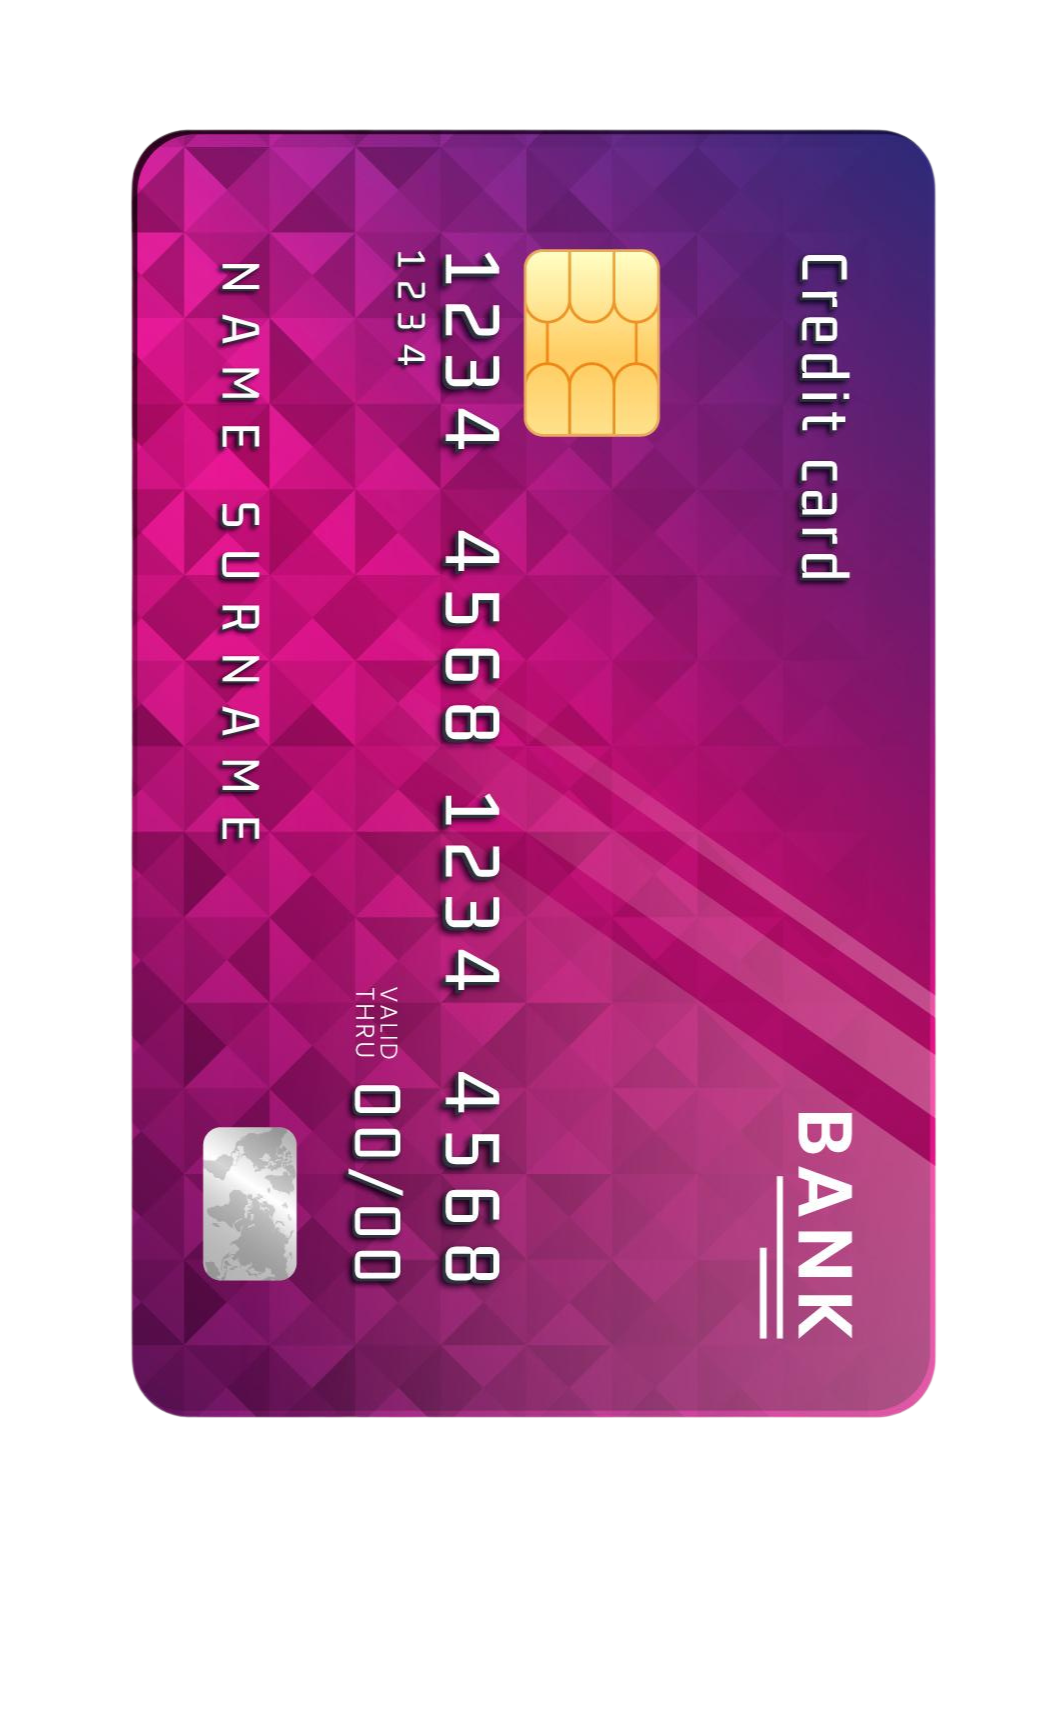 Credit card
BANK
1234 4568 1234 4568
1234
VALID
THRU
00/00
NAME SURNAME